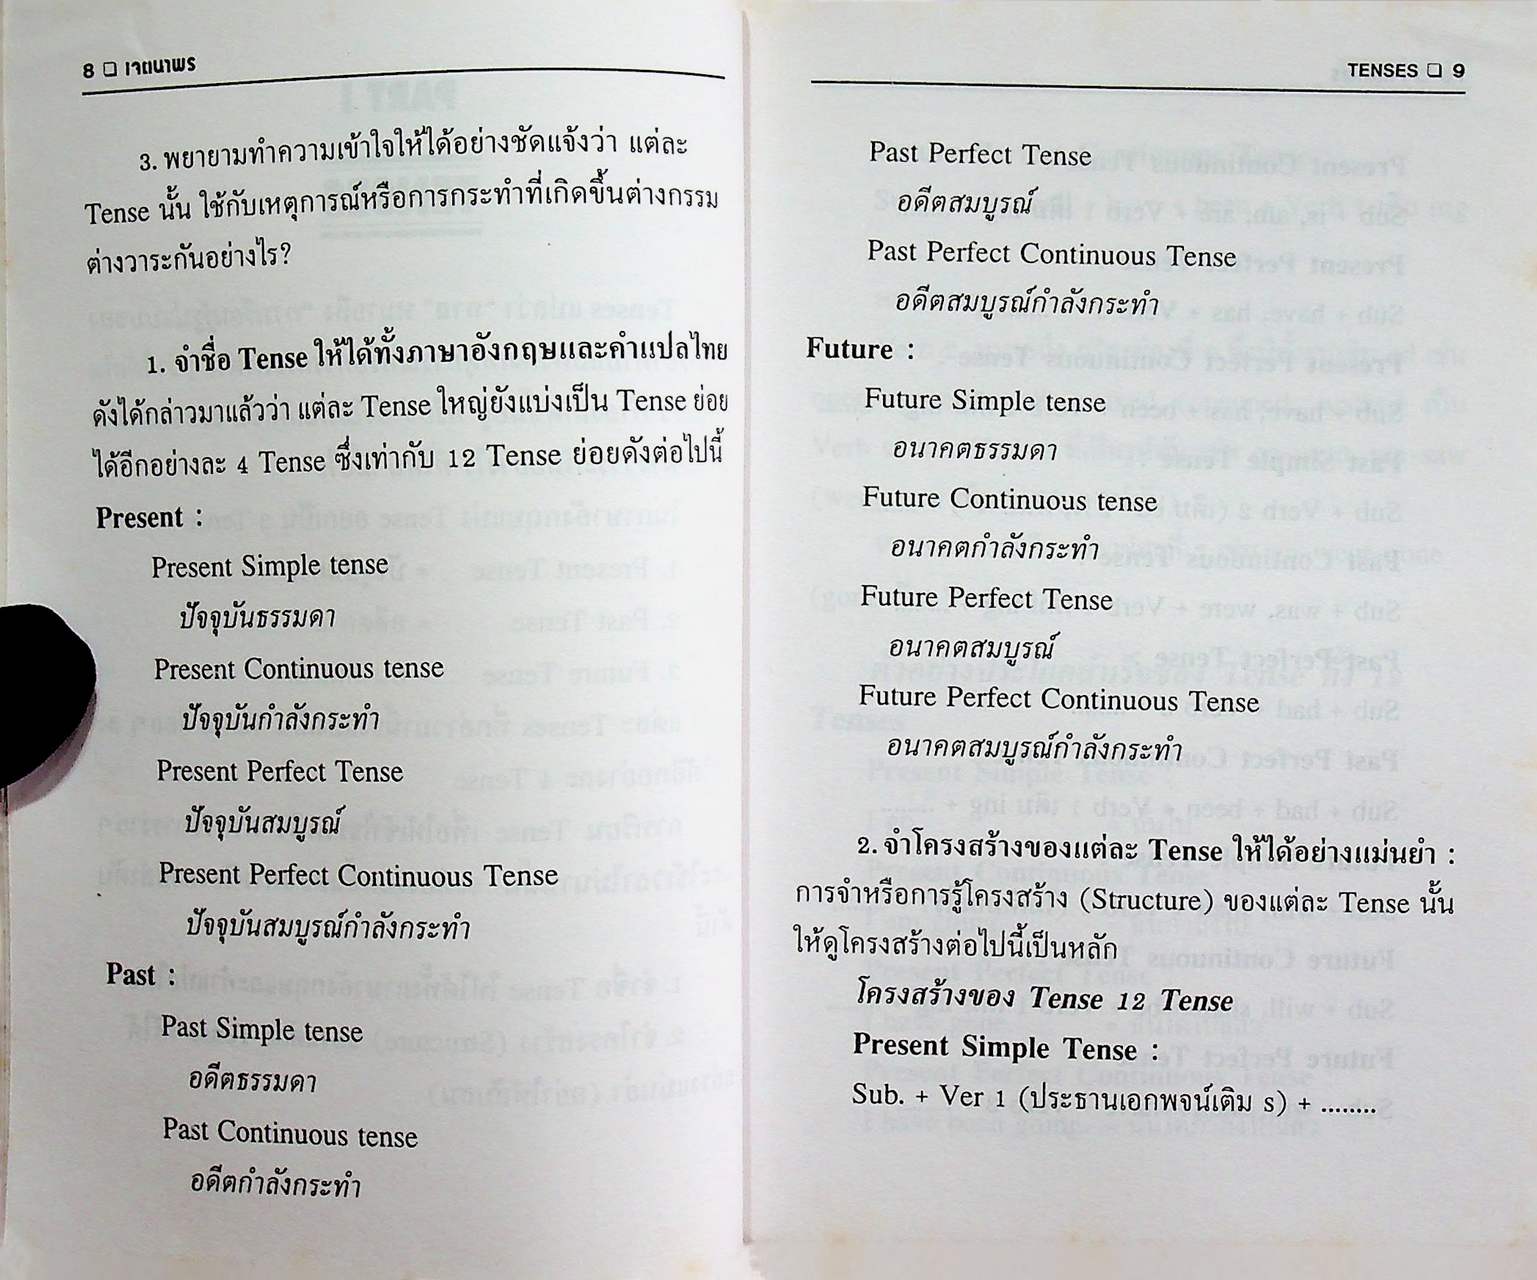 8 ❑ เจตนาพร
3. พยายามทำความเข้าใจให้ได้อย่างชัดแจ้งว่า แต่ละ
Tense นั้น ใช้กับเหตุการณ์หรือการกระทำที่เกิดขึ้นต่างกรรม
ต่างวาระกันอย่างไร?
1. จำชื่อ Tense ให้ได้ทั้งภาษาอังกฤษและคำแปลไทย
ดังได้กล่าวมาแล้วว่า แต่ละ Tense ใหญ่ยังแบ่งเป็น Tense ย่อย
ได้อีกอย่างละ 4 Tense ซึ่งเท่ากับ 12 Tense ย่อยดังต่อไปนี้
Present :
Present Simple tense
ปัจจุบันธรรมดา
Present Continuous tense
ปัจจุบันกำลังกระทำ
Present Perfect Tense
ปัจจุบันสมบูรณ์
Present Perfect Continuous Tense
ปัจจุบันสมบูรณ์กำลังกระทำ
Past :
Past Simple tense
อดีตธรรมดา
Past Continuous tense
อดีตกำลังกระทำ
TENSES ❑ 9
Past Perfect Tense
อดีตสมบูรณ์
Past Perfect Continuous Tense
อดีตสมบูรณ์กำลังกระทำ
Future :
Future Simple tense
อนาคตธรรมดา
Future Continuous tense
อนาคตกำลังกระทำ
Future Perfect Tense
อนาคตสมบูรณ์
Future Perfect Continuous Tense
อนาคตสมบูรณ์กำลังกระทำ
2. จำโครงสร้างของแต่ละ Tense ให้ได้อย่างแม่นยำ :
การจำหรือการรู้โครงสร้าง (Structure) ของแต่ละ Tense นั้น
ให้ดูโครงสร้างต่อไปนี้เป็นหลัก
โครงสร้างของ Tense 12 Tense
Present Simple Tense :
Sub. + Ver 1 (ประธานเอกพจน์เติม s) + ........